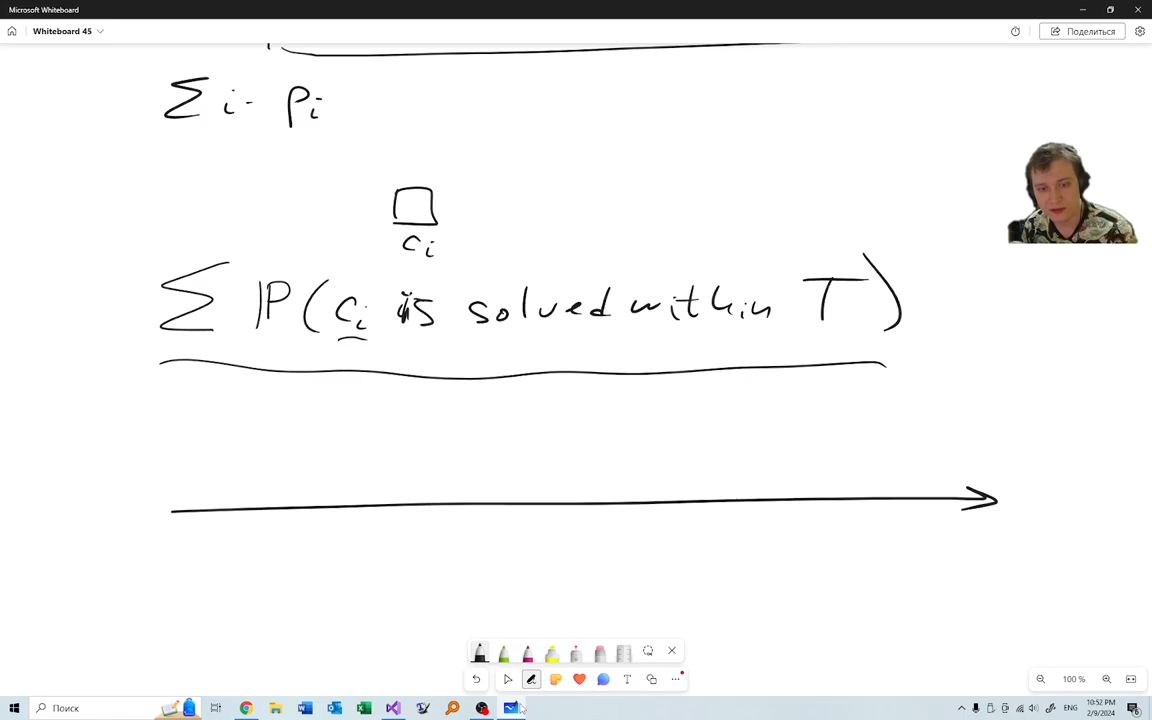 Microsoft Whiteboard
Whiteboard 45
Поделиться
Σ i · pi
ci
Σ P(ci is solved within T)
100 %
Поиск
ENG
10:52 PM
2/9/2024